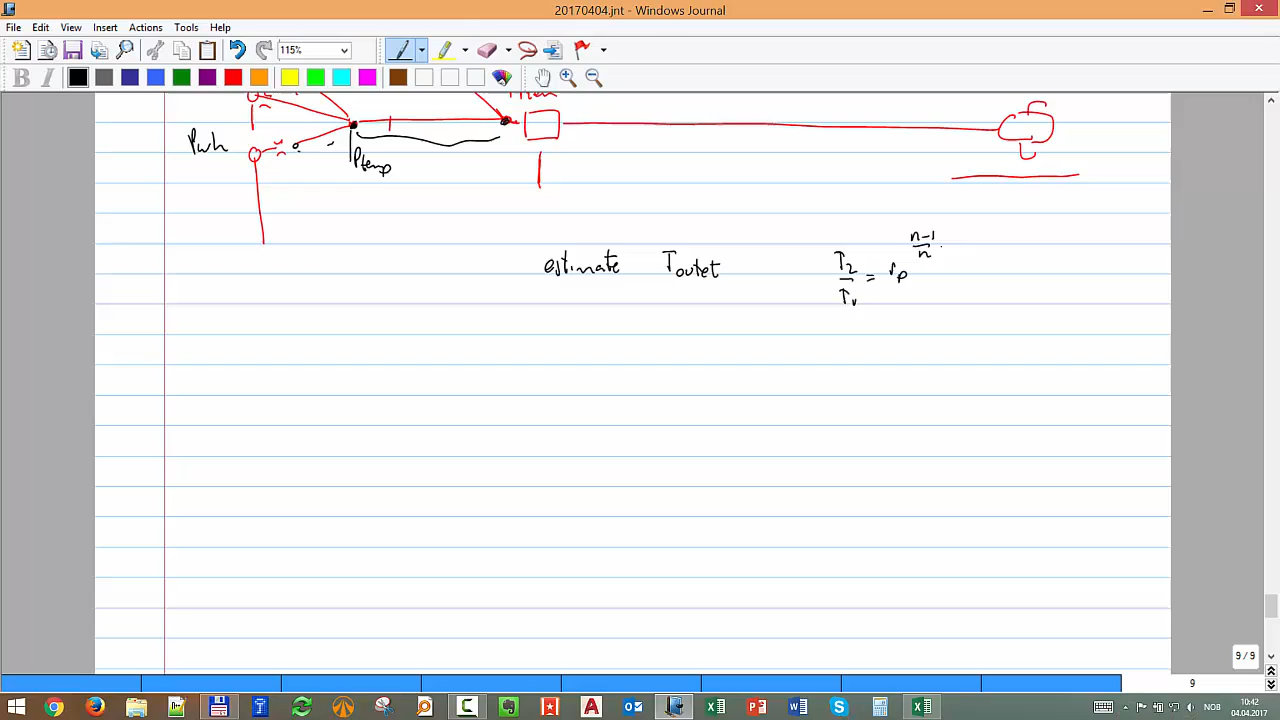 20170404.jnt - Windows Journal
File Edit View Insert Actions Tools Help
115%
B I
Pwh
Ptemp
estimate Toutlet
T2/T1 = rp^(n-1/n)
9/9
9
NOB
10:42
04.04.2017